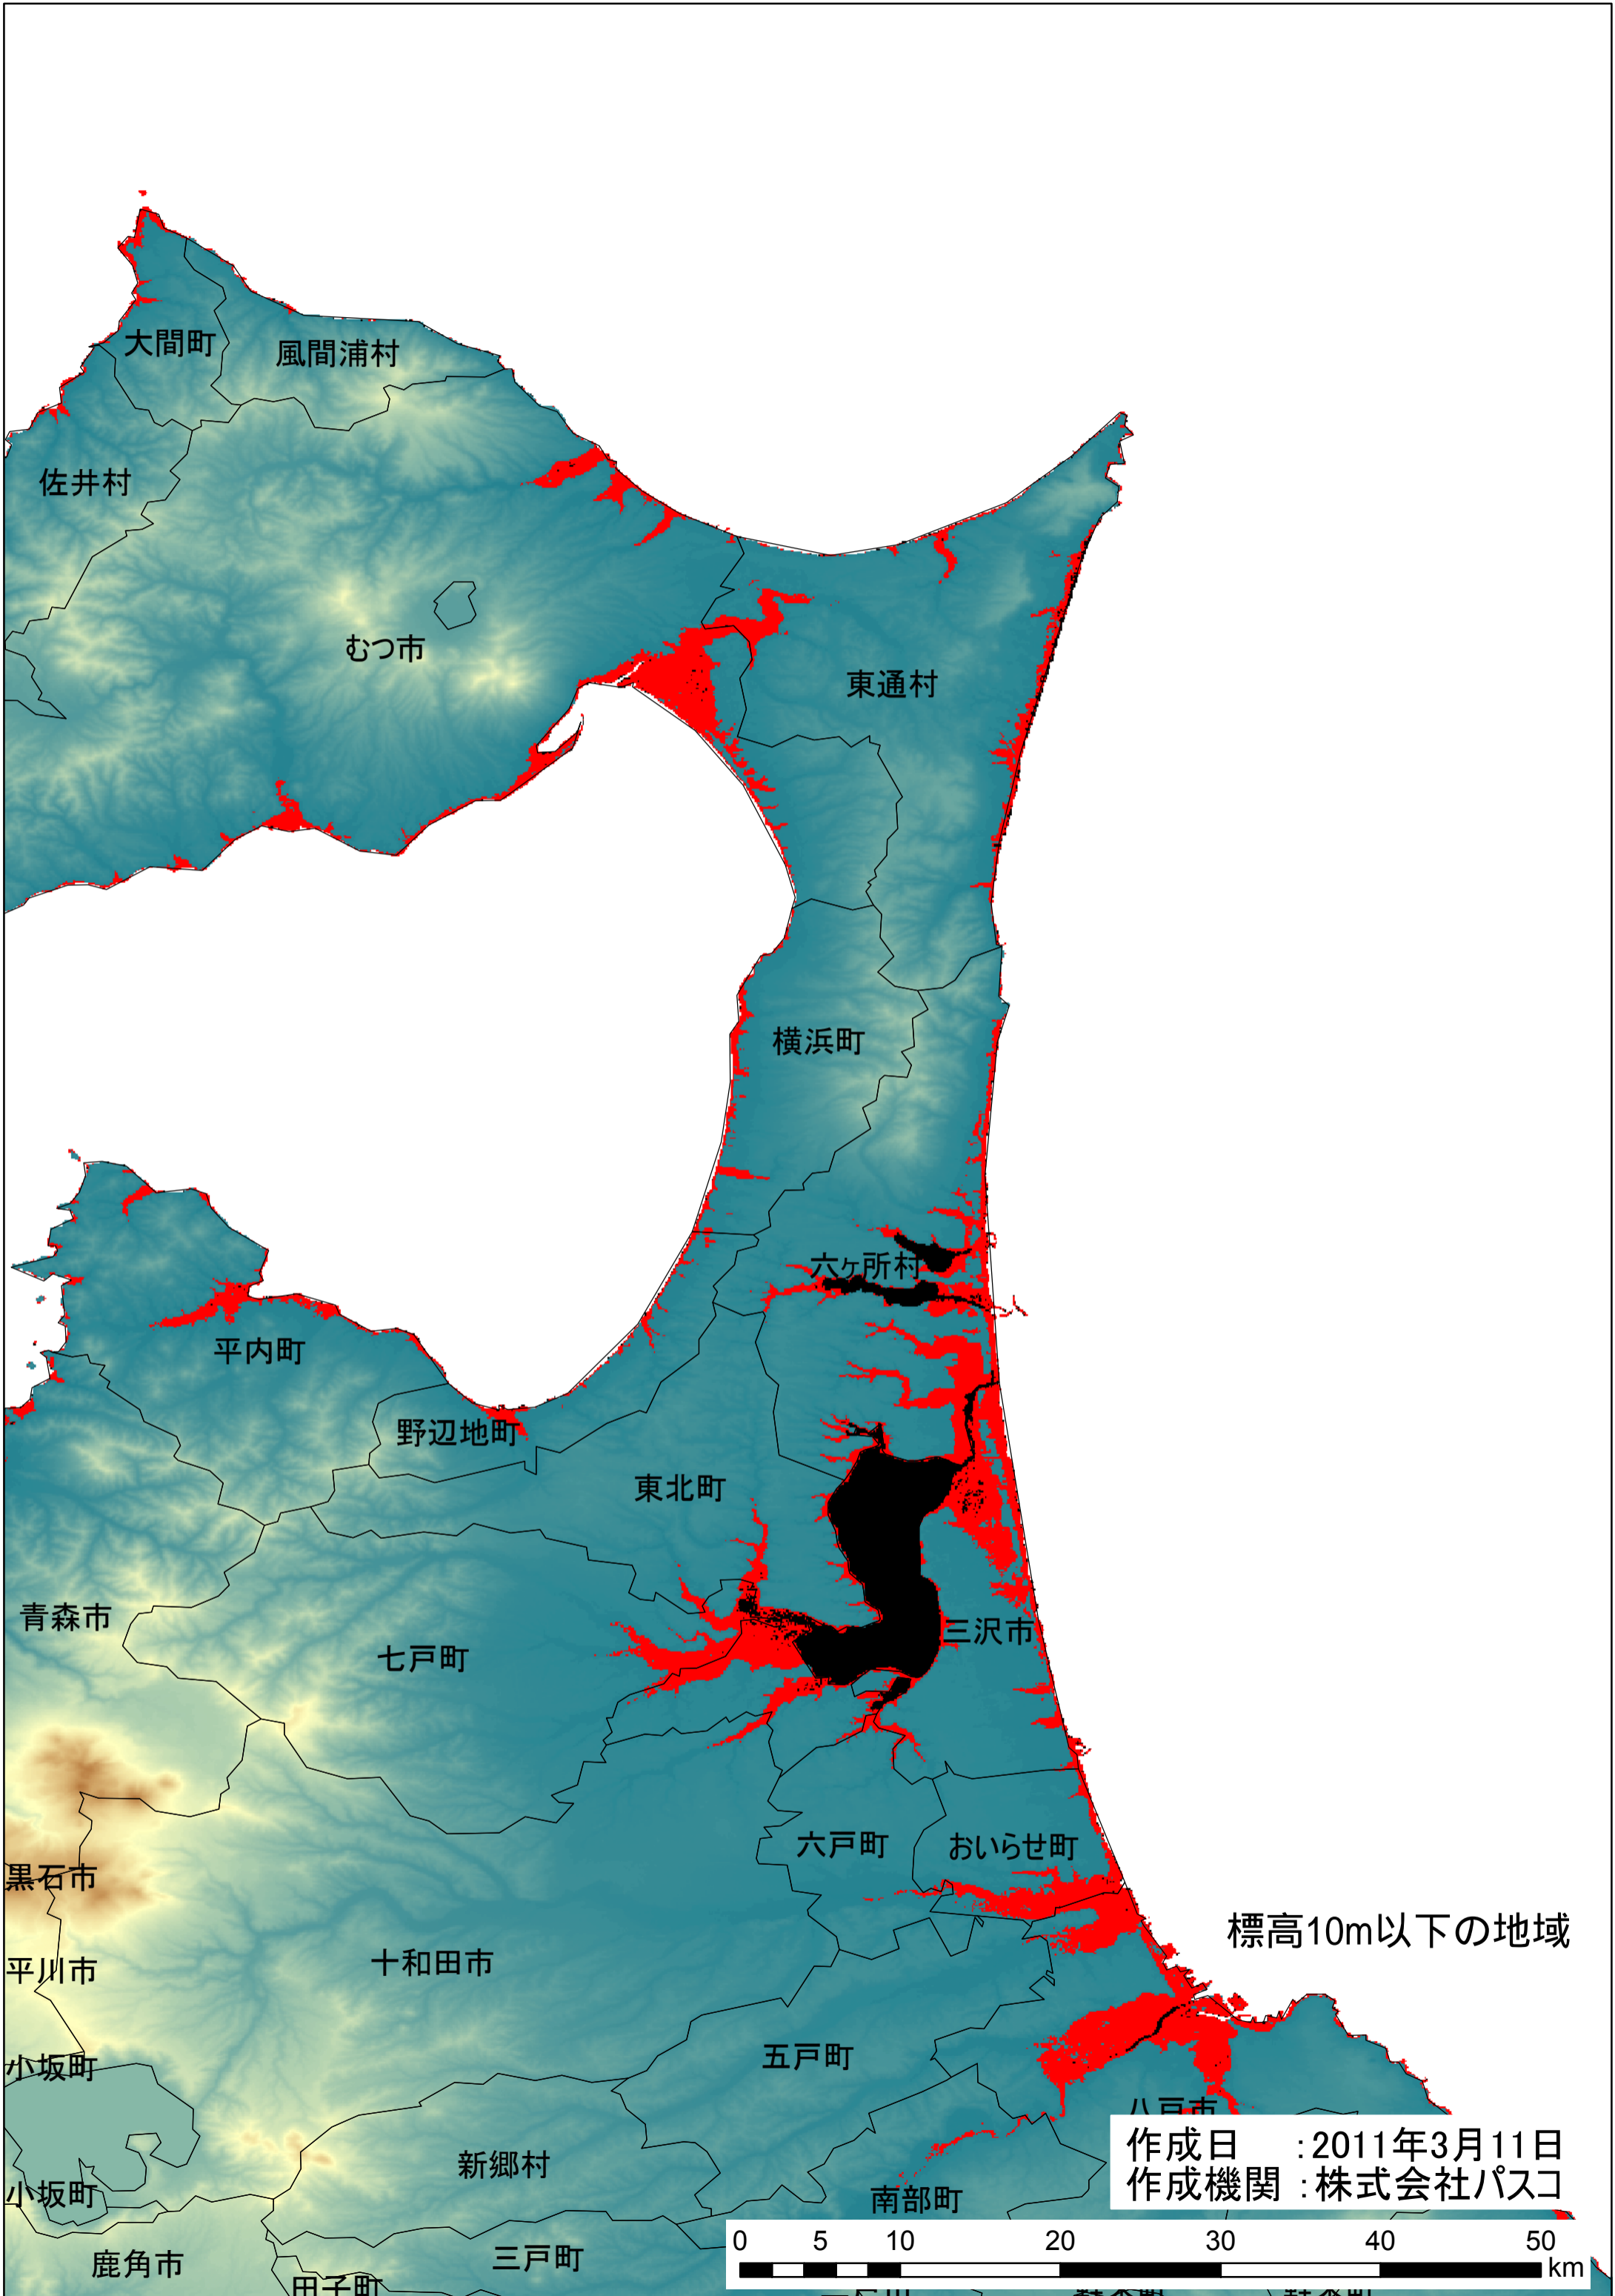 大間町
風間浦村
佐井村
むつ市
東通村
横浜町
六ヶ所村
平内町
野辺地町
東北町
青森市
三沢市
七戸町
六戸町
おいらせ町
黒石市
標高10m以下の地域
十和田市
平川市
五戸町
小坂町
八戸市
作成日 :2011年3月11日
作成機関 :株式会社パスコ
新郷村
小坂町
南部町
0 5 10 20 30 40 50
km
三戸町
鹿角市
田子町